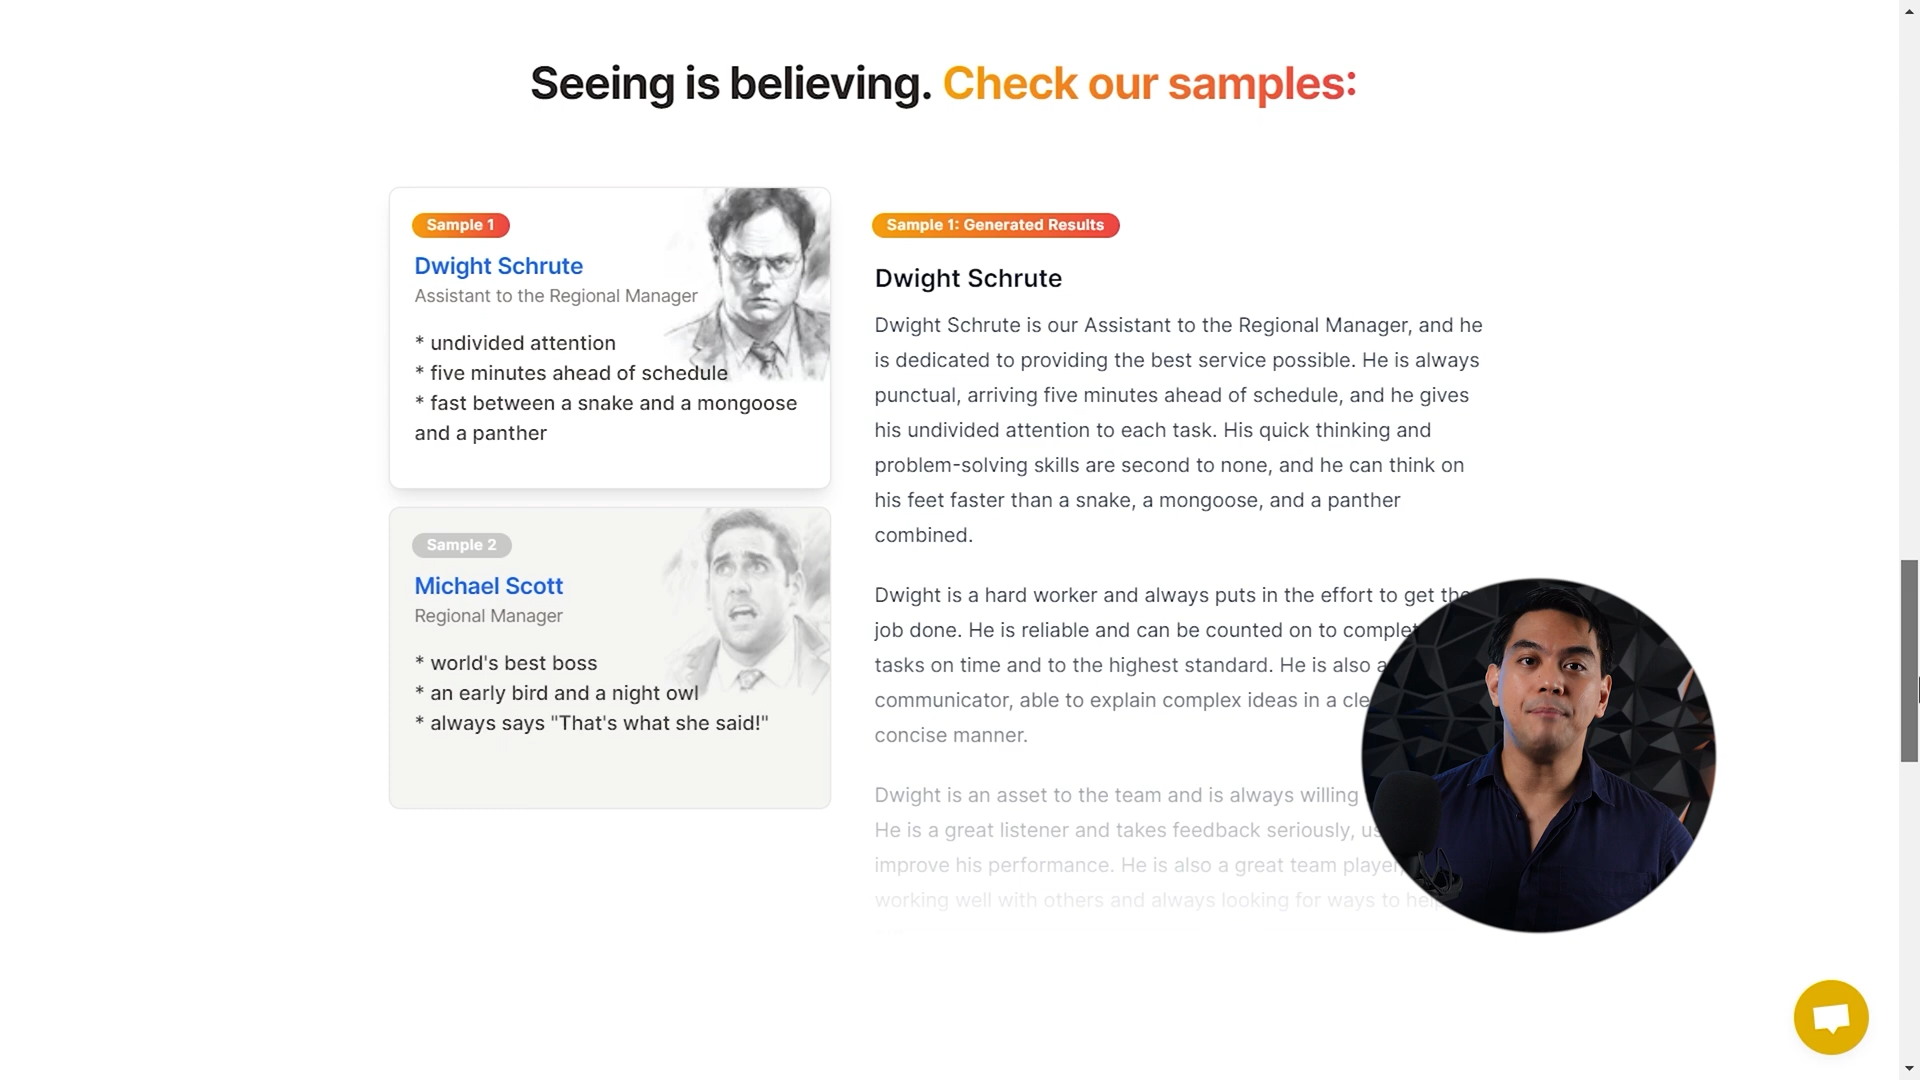 Seeing is believing. Check our samples:
Sample 1
Dwight Schrute
Assistant to the Regional Manager
* undivided attention
* five minutes ahead of schedule
* fast between a snake and a mongoose
and a panther
Sample 2
Michael Scott
Regional Manager
* world's best boss
* an early bird and a night owl
* always says "That's what she said!"
Sample 1: Generated Results
Dwight Schrute
Dwight Schrute is our Assistant to the Regional Manager, and he
is dedicated to providing the best service possible. He is always
punctual, arriving five minutes ahead of schedule, and he gives
his undivided attention to each task. His quick thinking and
problem-solving skills are second to none, and he can think on
his feet faster than a snake, a mongoose, and a panther
combined.
Dwight is a hard worker and always puts in the effort to get the
job done. He is reliable and can be counted on to
tasks on time and to the highest standard. He is also
communicator, able to explain complex ideas in a
concise manner.
Dwight is an asset to the team and is always willing
He is a great listener and takes feedback seriously,
improve his performance. He is also a great team player,
working well with others and always looking for ways to